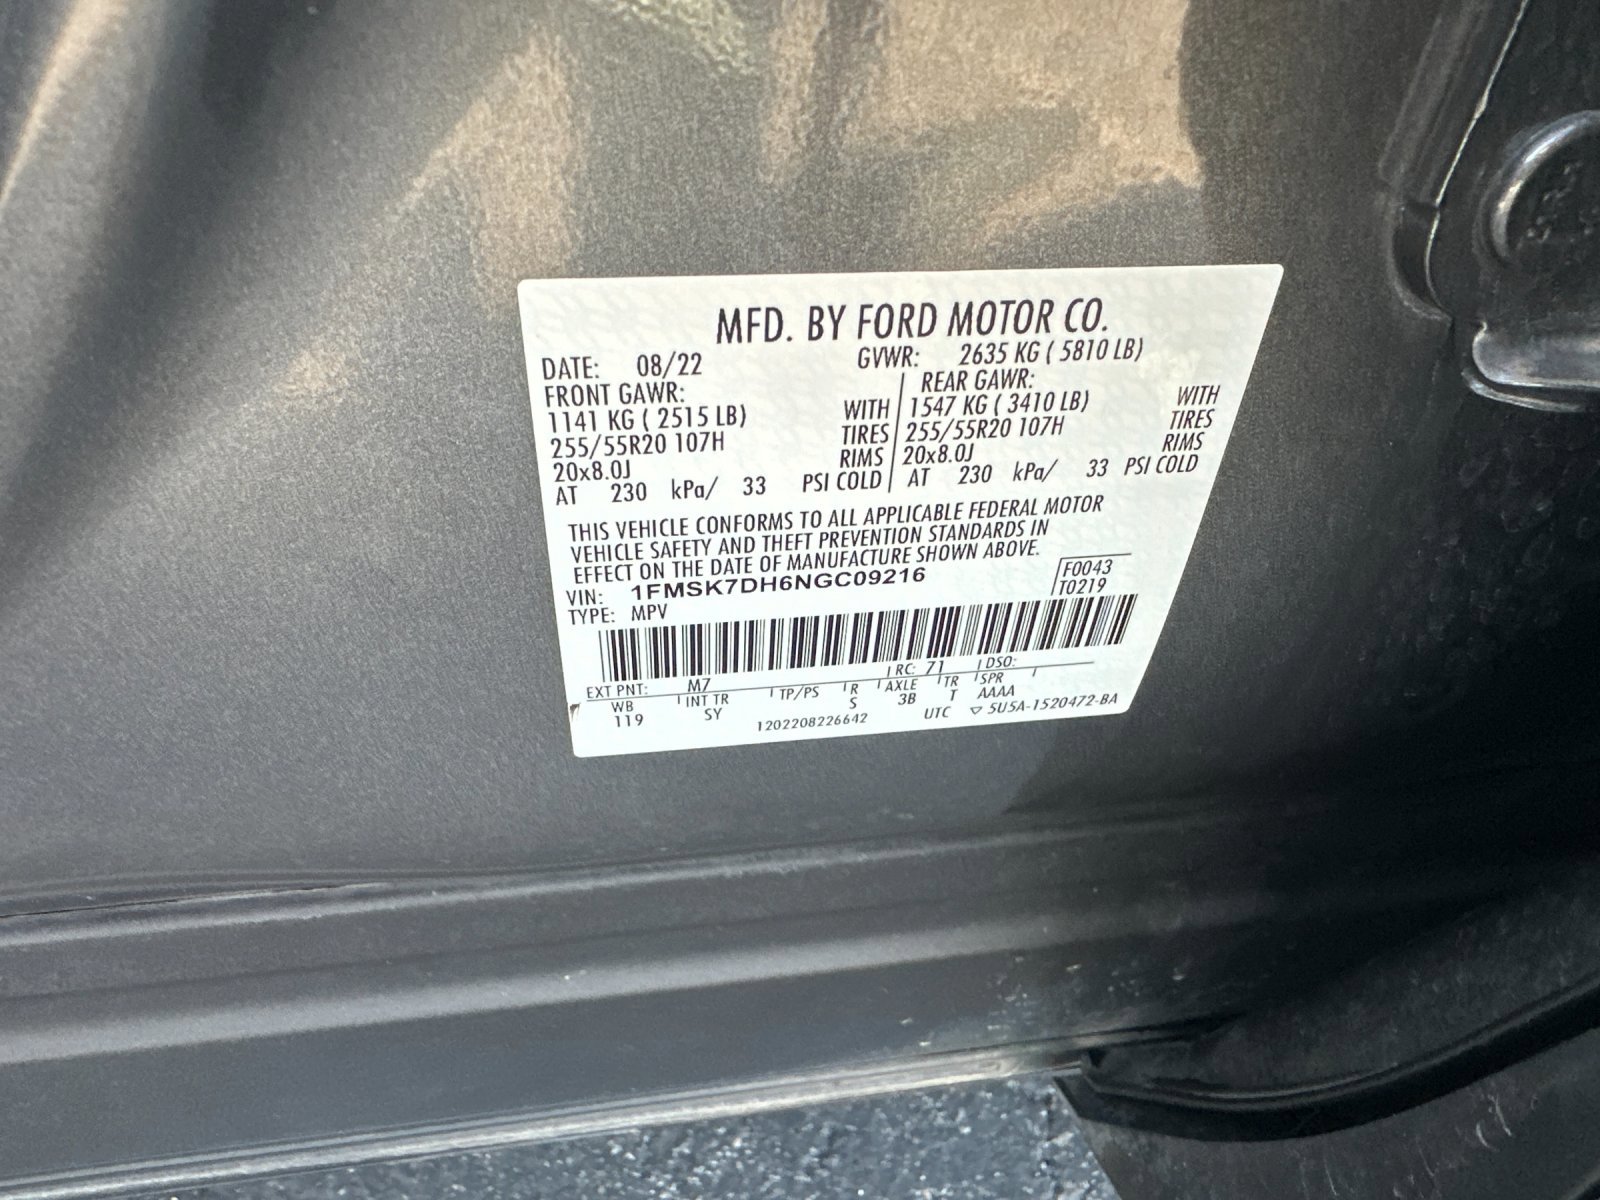 MFD. BY FORD MOTOR CO.
DATE: 08/22 GVWR: 2635 KG ( 5810 LB)
FRONT GAWR: REAR GAWR:
1141 KG ( 2515 LB) WITH 1547 KG ( 3410 LB) WITH
255/55R20 107H TIRES 255/55R20 107H TIRES
20x8.0J RIMS 20x8.0J RIMS
AT 230 kPa/ 33 PSI COLD AT 230 kPa/ 33 PSI COLD
THIS VEHICLE CONFORMS TO ALL APPLICABLE FEDERAL MOTOR
VEHICLE SAFETY AND THEFT PREVENTION STANDARDS IN
EFFECT ON THE DATE OF MANUFACTURE SHOWN ABOVE.
VIN: 1FMSK7DH6NGC09216 F0043
TYPE: MPV T0219
EXT PNT: M7 RC: 71 DSO:
WB INT TR TP/PS R AXLE TR SPR
119 SY S 3B T AAAA
1202208226642 UTC ▽ 5U5A-1520472-BA